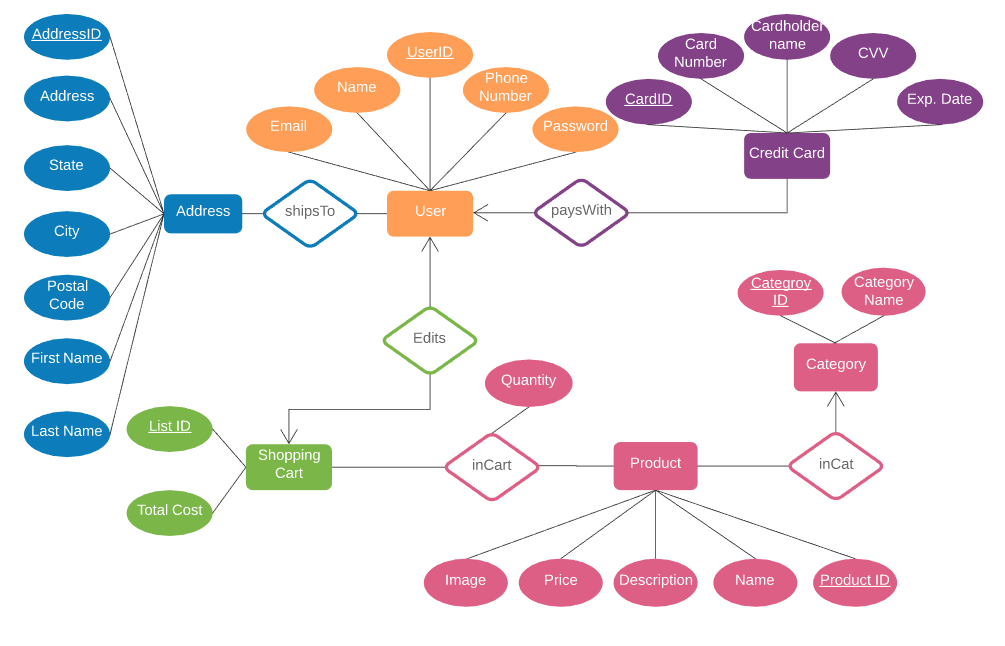 AddressID
Address
State
City
Postal
Code
First Name
Last Name
Address
shipsTo
Email
Name
UserID
Phone
Number
Password
User
paysWith
CardID
Card
Number
Cardholder
name
CVV
Exp. Date
Credit Card
Edits
List ID
Total Cost
Shopping
Cart
Quantity
inCart
Product
Image
Price
Description
Name
Product ID
inCat
Category
Categroy
ID
Category
Name